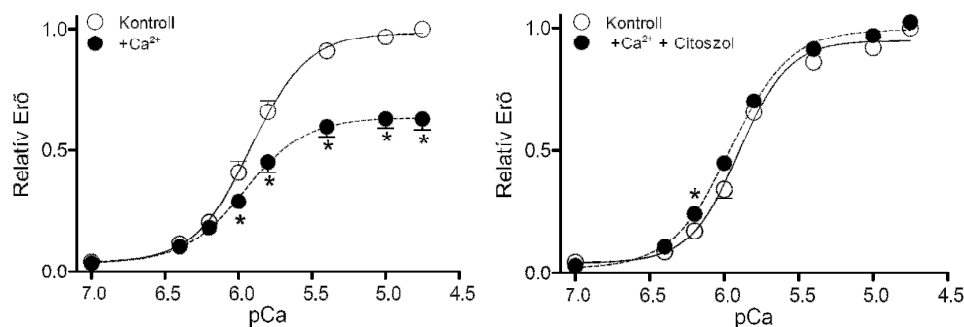 Kontroll
+Ca²⁺
Relatív Erő
1.0
0.5
0.0
*
*
*
*
*
7.0 6.5 6.0 5.5 5.0 4.5
pCa
Kontroll
+Ca²⁺ + Citoszol
Relatív Erő
1.0
0.5
0.0
*
7.0 6.5 6.0 5.5 5.0 4.5
pCa